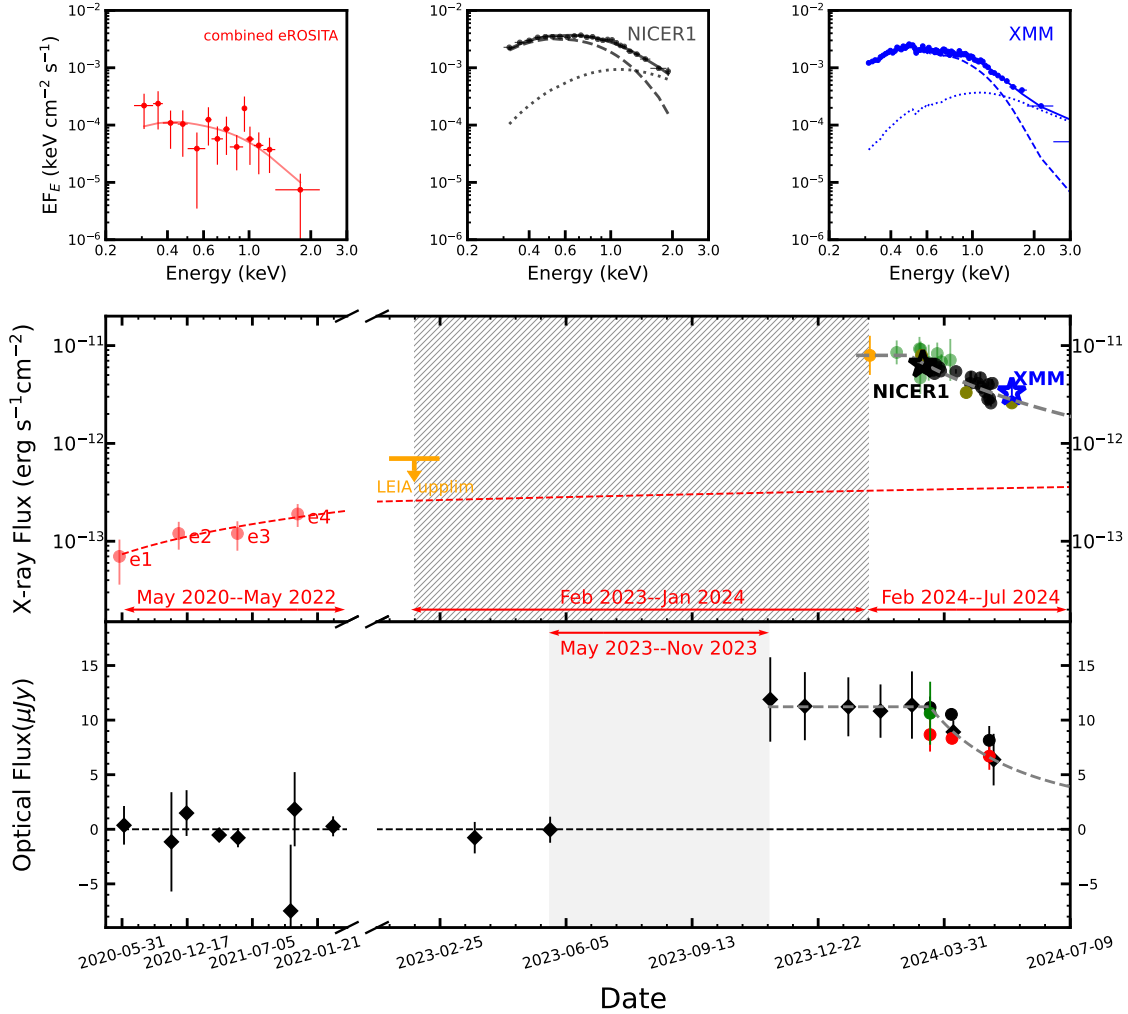 combined eROSITA
NICER1
XMM
EF_E (keV cm⁻² s⁻¹)
10⁻² 10⁻² 10⁻²
10⁻³ 10⁻³ 10⁻³
10⁻⁴ 10⁻⁴ 10⁻⁴
10⁻⁵ 10⁻⁵ 10⁻⁵
10⁻⁶ 10⁻⁶ 10⁻⁶
0.2 0.4 0.6 1.0 3.0 0.2 0.4 0.6 1.0 3.0 0.2 0.4 0.6 1.0 3.0
Energy (keV) Energy (keV) Energy (keV)
X-ray Flux (erg s⁻¹cm⁻²)
10⁻¹¹ 10⁻¹¹
10⁻¹² 10⁻¹²
10⁻¹³ 10⁻¹³
NICER1
XMM
LEIA upplim
e1
e2
e3
e4
May 2020--May 2022
Feb 2023--Jan 2024
Feb 2024--Jul 2024
May 2023--Nov 2023
Optical Flux(μJy)
15 15
10 10
5 5
0 0
−5 −5
2020-05-31 2020-12-17 2021-07-05 2022-01-21 2023-02-25 2023-06-05 2023-09-13 2023-12-22 2024-03-31 2024-07-09
Date